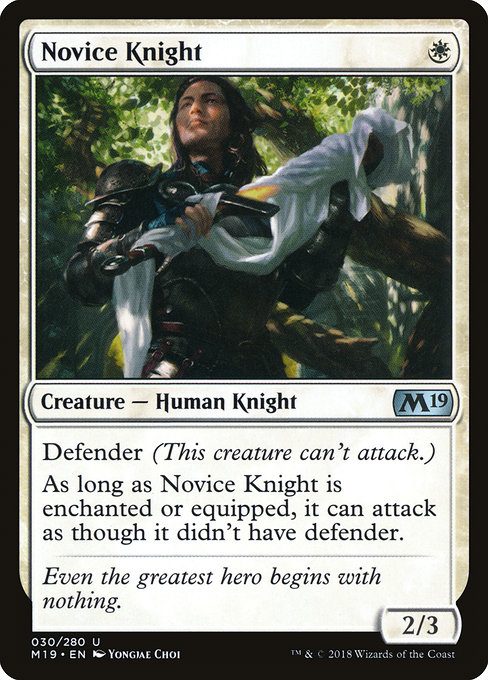 Novice Knight
Creature — Human Knight
M19
Defender (This creature can't attack.)
As long as Novice Knight is
enchanted or equipped, it can attack
as though it didn't have defender.
Even the greatest hero begins with
nothing.
2/3
030/280 U
M19 • EN Yongjae Choi
™ & © 2018 Wizards of the Coast